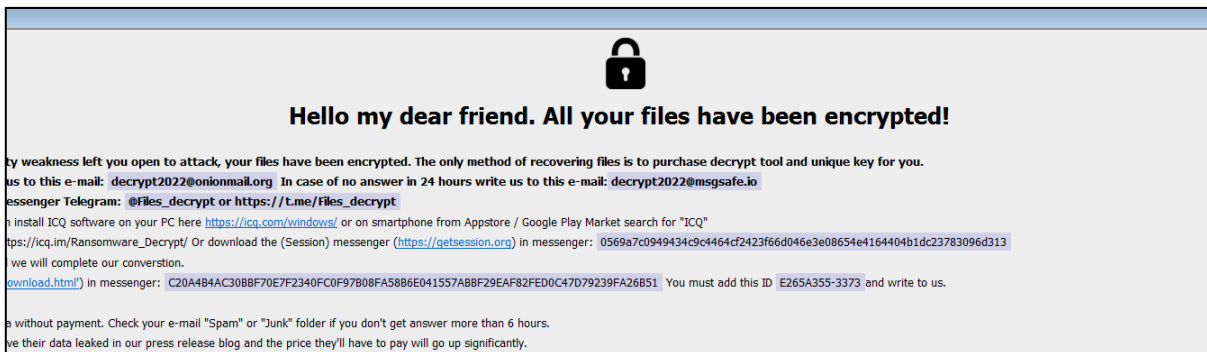 Hello my dear friend. All your files have been encrypted!
ty weakness left you open to attack, your files have been encrypted. The only method of recovering files is to purchase decrypt tool and unique key for you.
us to this e-mail: decrypt2022@onionmail.org In case of no answer in 24 hours write us to this e-mail: decrypt2022@msgsafe.io
essenger Telegram: @Files_decrypt or https://t.me/Files_decrypt
n install ICQ software on your PC here https://icq.com/windows/ or on smartphone from Appstore / Google Play Market search for "ICQ"
tps://icq.im/Ransomware_Decrypt/ Or download the (Session) messenger (https://getsession.org) in messenger: 0569a7c0949434c9c4464cf2423f66d046e3e08654e4164404b1dc23783096d313
we will complete our converstion.
ownload.html') in messenger: C20A4B4AC30BBF70E7F2340FC0F97B08FA58B6E041557ABBF29EAF82FED0C47D79239FA26B51 You must add this ID E265A355-3373 and write to us.
a without payment. Check your e-mail "Spam" or "Junk" folder if you don't get answer more than 6 hours.
ve their data leaked in our press release blog and the price they'll have to pay will go up significantly.